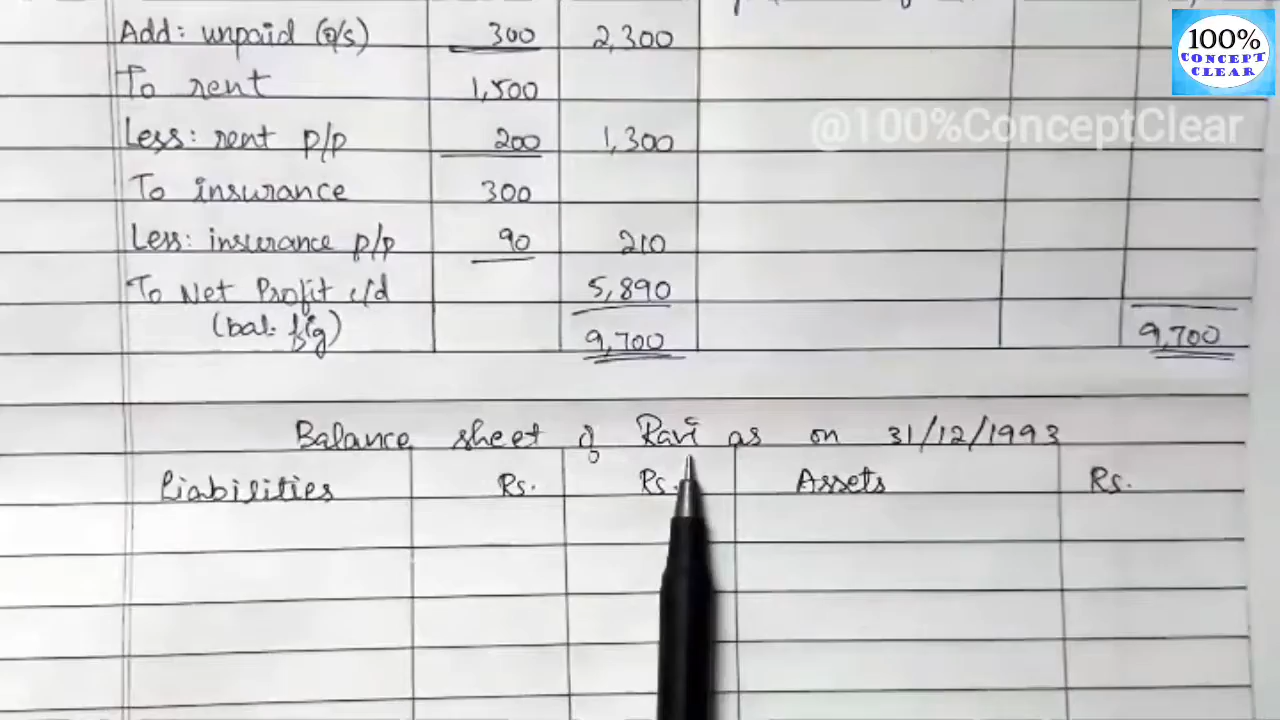 Add: unpaid (o/s) 300 2,300
To rent 1,500
Less: rent p/p 200 1,300
To insurance 300
Less: insurance p/p 90 210
To Net Profit c/d 5,890
(bal. fig) 9,700 9,700
Balance sheet of Ravi as on 31/12/1993
Liabilities Rs. Rs. Assets Rs.
100%
CONCEPT
CLEAR
@100%ConceptClear